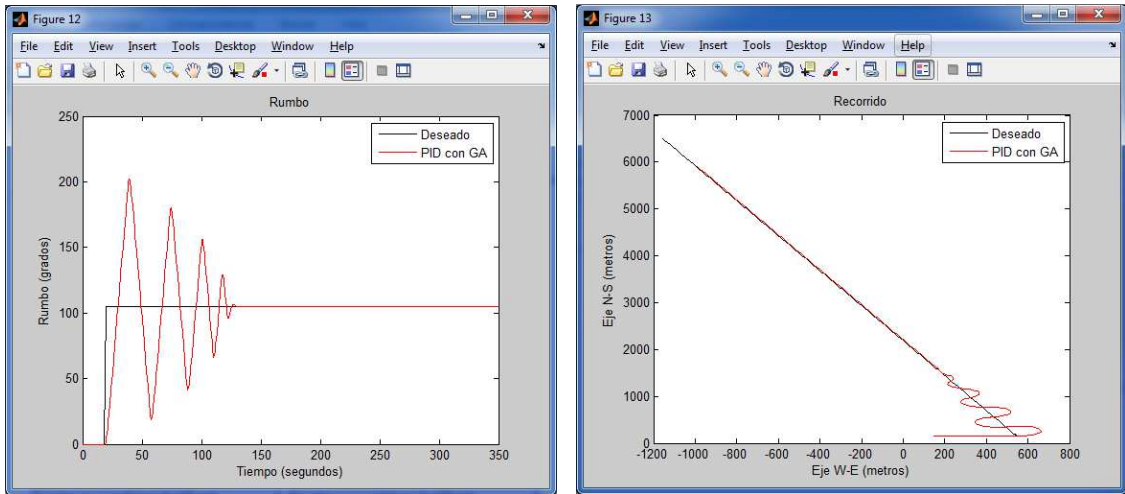 Figure 12
File Edit View Insert Tools Desktop Window Help
Rumbo
250
200
150
100
50
0
Rumbo (grados)
Deseado
PID con GA
0 50 100 150 200 250 300 350
Tiempo (segundos)
Figure 13
File Edit View Insert Tools Desktop Window Help
Recorrido
7000
6000
5000
4000
3000
2000
1000
0
Eje N-S (metros)
Deseado
PID con GA
-1200 -1000 -800 -600 -400 -200 0 200 400 600 800
Eje W-E (metros)